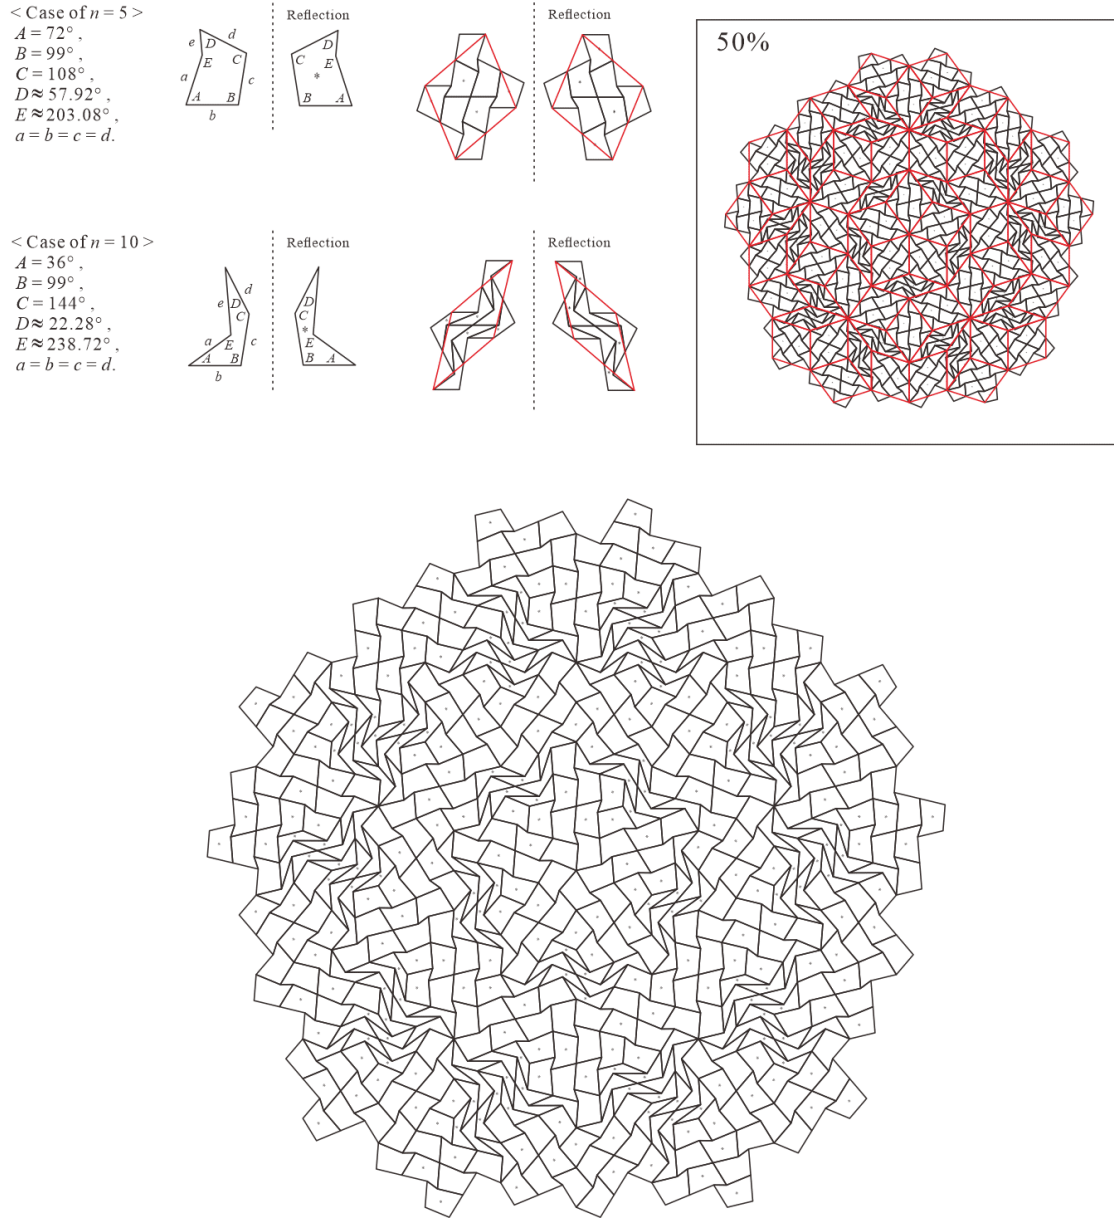 < Case of n = 5 >
A = 72° ,
B = 99° ,
C = 108° ,
D ≈ 57.92° ,
E ≈ 203.08° ,
a = b = c = d.
e
d
D
E
C
a
c
A
B
b
Reflection
D
C
E
*
B
A
Reflection
50%
< Case of n = 10 >
A = 36° ,
B = 99° ,
C = 144° ,
D ≈ 22.28° ,
E ≈ 238.72° ,
a = b = c = d.
d
e
D
C
a
E
c
A
B
b
Reflection
D
C
*
E
B
A
Reflection